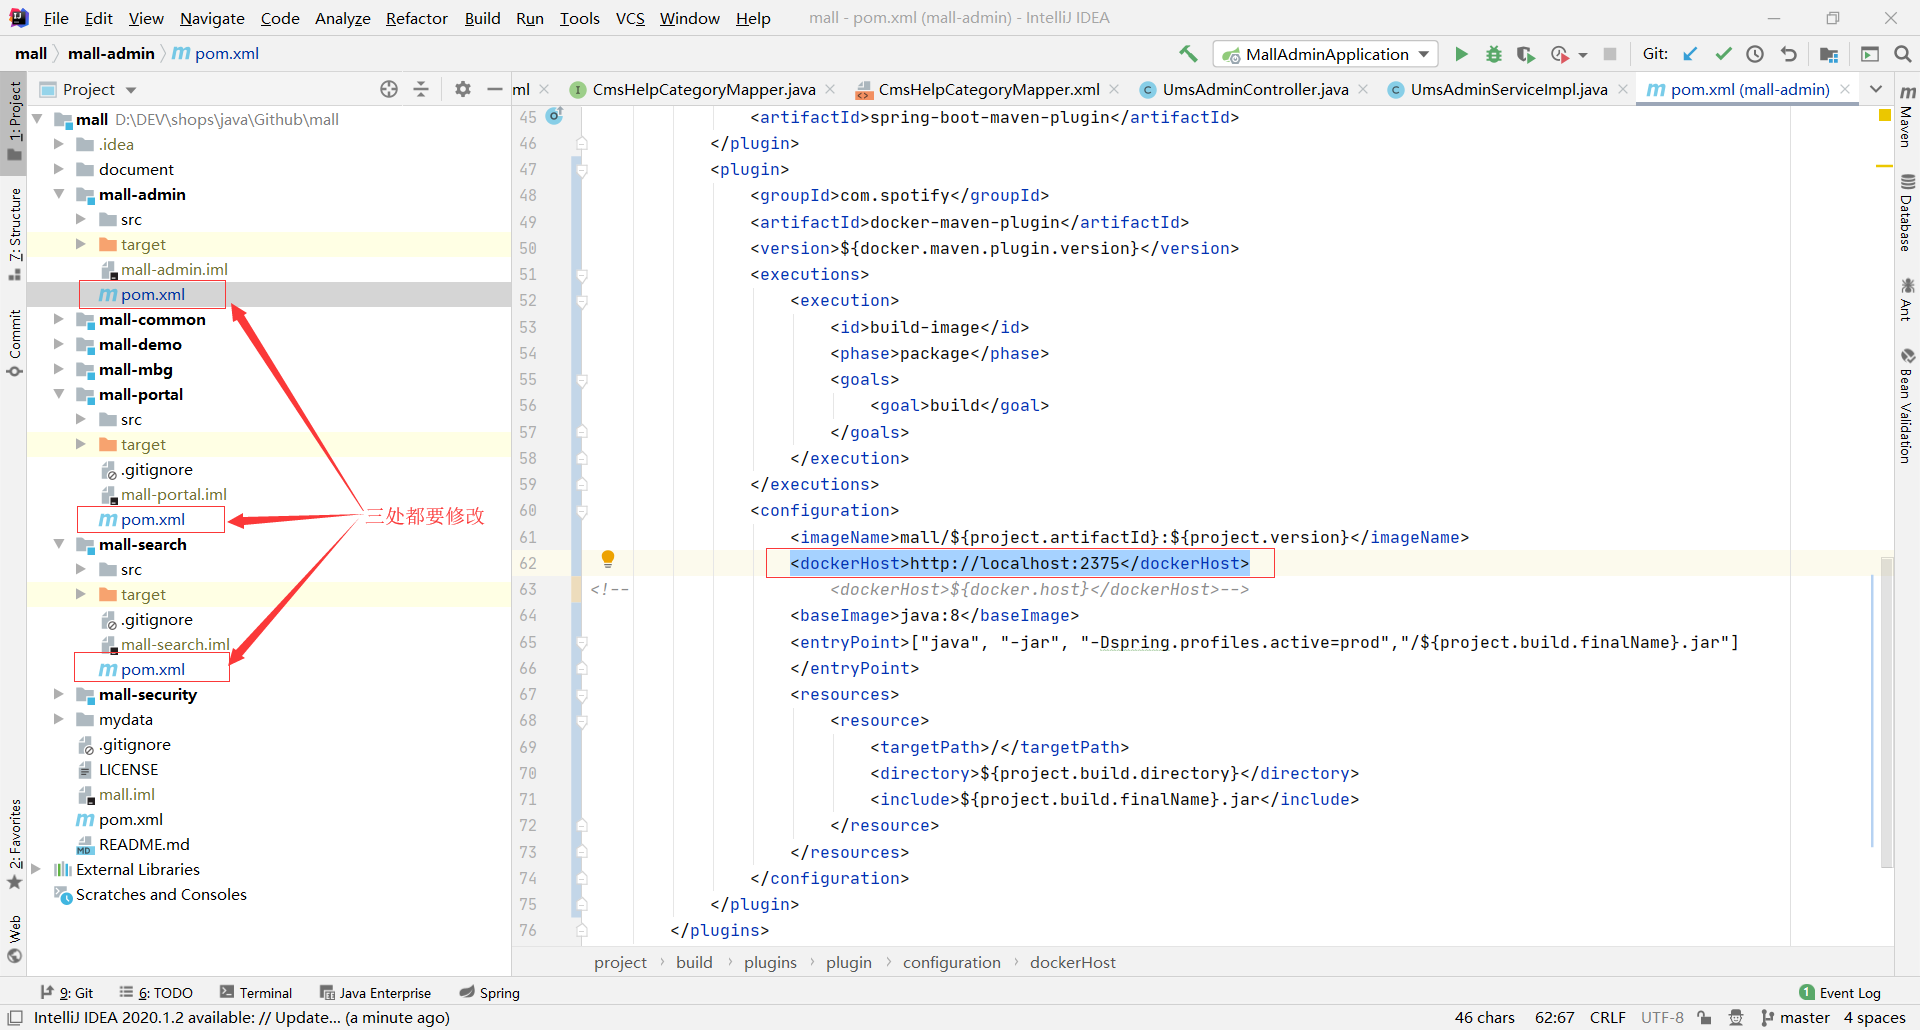 File Edit View Navigate Code Analyze Refactor Build Run Tools VCS Window Help mall - pom.xml (mall-admin) - IntelliJ IDEA
mall mall-admin pom.xml MallAdminApplication Git:
Project ml CmsHelpCategoryMapper.java CmsHelpCategoryMapper.xml UmsAdminController.java UmsAdminServiceImpl.java pom.xml (mall-admin)
1: Project
7: Structure
Commit
2: Favorites
Web
mall D:\DEV\shops\java\Github\mall
.idea
document
mall-admin
src
target
mall-admin.iml
pom.xml
mall-common
mall-demo
mall-mbg
mall-portal
src
target
.gitignore
mall-portal.iml
pom.xml
三处都要修改
mall-search
src
target
.gitignore
mall-search.iml
pom.xml
mall-security
mydata
.gitignore
LICENSE
mall.iml
pom.xml
README.md
External Libraries
Scratches and Consoles
45 <artifactId>spring-boot-maven-plugin</artifactId>
46 </plugin>
47 <plugin>
48 <groupId>com.spotify</groupId>
49 <artifactId>docker-maven-plugin</artifactId>
50 <version>${docker.maven.plugin.version}</version>
51 <executions>
52 <execution>
53 <id>build-image</id>
54 <phase>package</phase>
55 <goals>
56 <goal>build</goal>
57 </goals>
58 </execution>
59 </executions>
60 <configuration>
61 <imageName>mall/${project.artifactId}:${project.version}</imageName>
62 <dockerHost>http://localhost:2375</dockerHost>
63 <!-- <dockerHost>${docker.host}</dockerHost>-->
64 <baseImage>java:8</baseImage>
65 <entryPoint>["java", "-jar", "-Dspring.profiles.active=prod","/${project.build.finalName}.jar"]
66 </entryPoint>
67 <resources>
68 <resource>
69 <targetPath>/</targetPath>
70 <directory>${project.build.directory}</directory>
71 <include>${project.build.finalName}.jar</include>
72 </resource>
73 </resources>
74 </configuration>
75 </plugin>
76 </plugins>
Maven
Database
Ant
Bean Validation
project › build › plugins › plugin › configuration › dockerHost
9: Git 6: TODO Terminal Java Enterprise Spring 1 Event Log
IntelliJ IDEA 2020.1.2 available: // Update... (a minute ago) 46 chars 62:67 CRLF UTF-8 master 4 spaces